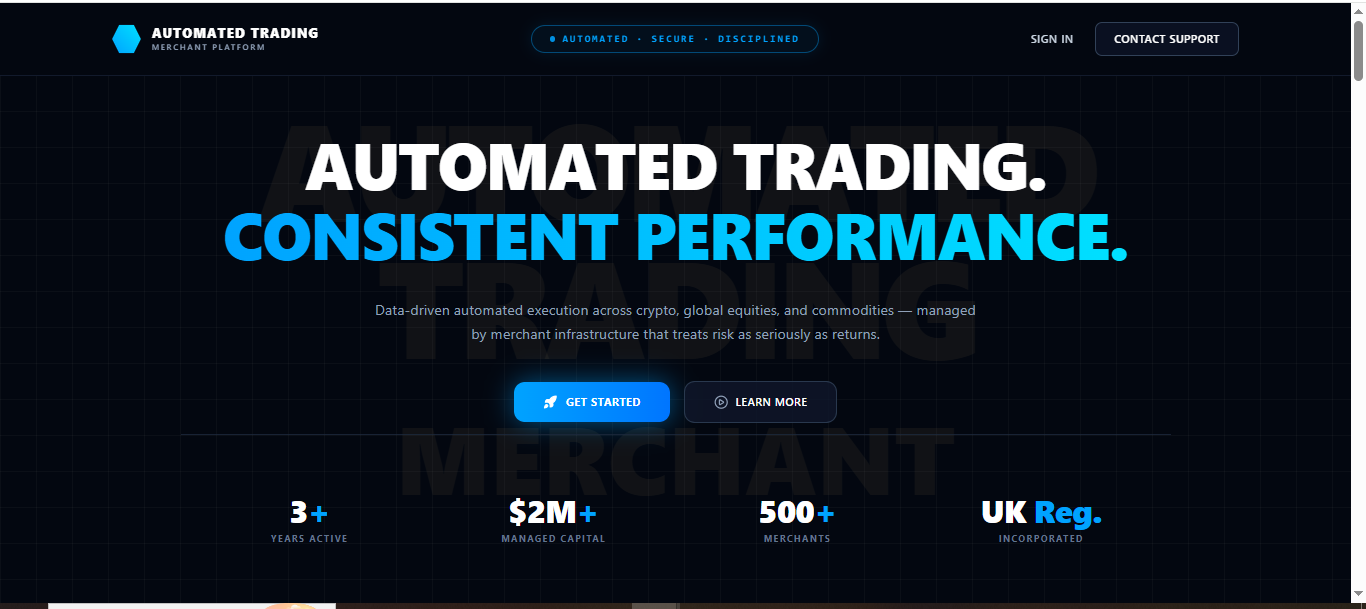 AUTOMATED TRADING
MERCHANT PLATFORM
AUTOMATED · SECURE · DISCIPLINED
SIGN IN
CONTACT SUPPORT
AUTOMATED
TRADING
MERCHANT
AUTOMATED TRADING.
CONSISTENT PERFORMANCE.
Data-driven automated execution across crypto, global equities, and commodities — managed
by merchant infrastructure that treats risk as seriously as returns.
GET STARTED
LEARN MORE
3+
YEARS ACTIVE
$2M+
MANAGED CAPITAL
500+
MERCHANTS
UK Reg.
INCORPORATED